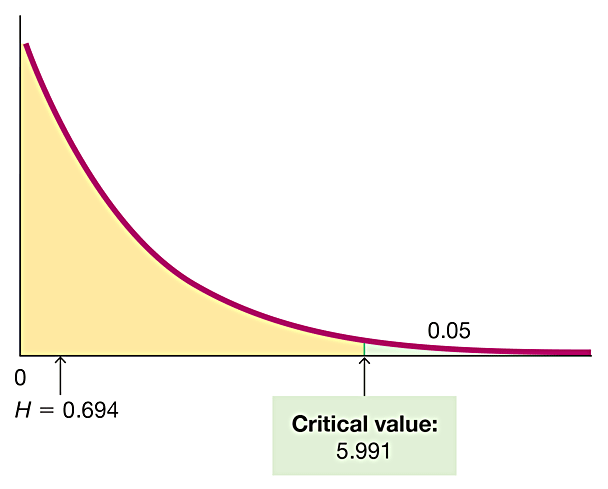 0.05
0
H = 0.694
Critical value:
5.991